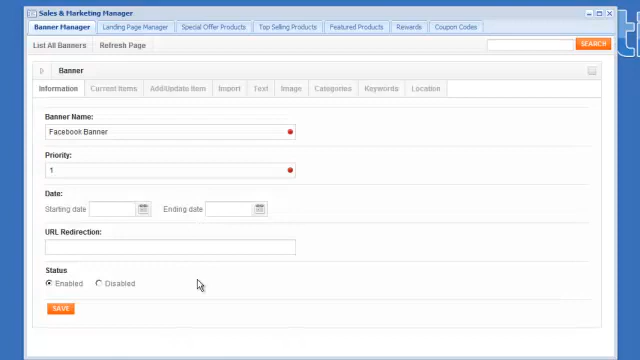 Sales & Marketing Manager
Banner Manager Landing Page Manager Special Offer Products Top Selling Products Featured Products Rewards Coupon Codes
List All Banners Refresh Page SEARCH
Banner
Information Current Items Add/Update Item Import Text Image Categories Keywords Location
Banner Name:
Facebook Banner
Priority:
1
Date:
Starting date Ending date
URL Redirection:
Status
Enabled Disabled
SAVE